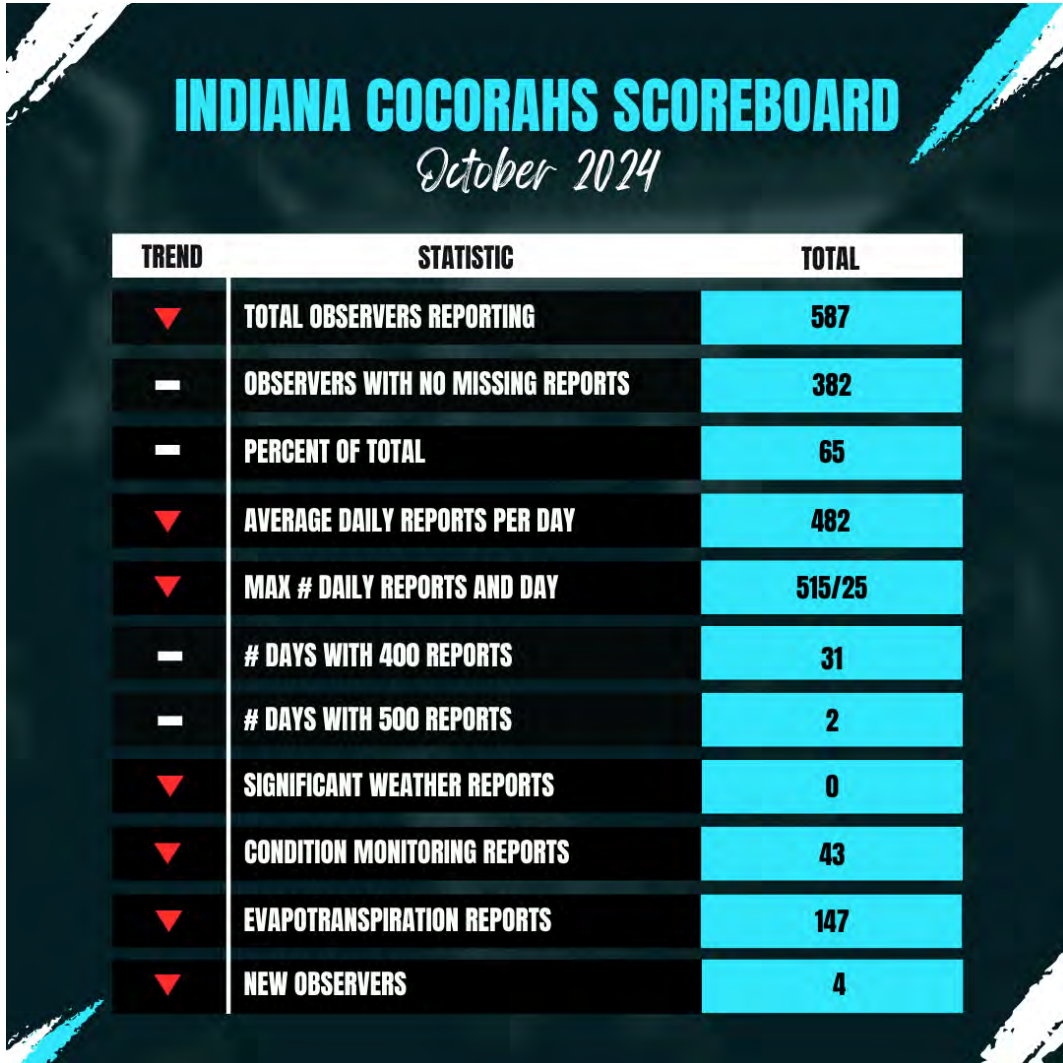 INDIANA COCORAHS SCOREBOARD
October 2024
TREND STATISTIC TOTAL
TOTAL OBSERVERS REPORTING 587
OBSERVERS WITH NO MISSING REPORTS 382
PERCENT OF TOTAL 65
AVERAGE DAILY REPORTS PER DAY 482
MAX # DAILY REPORTS AND DAY 515/25
# DAYS WITH 400 REPORTS 31
# DAYS WITH 500 REPORTS 2
SIGNIFICANT WEATHER REPORTS 0
CONDITION MONITORING REPORTS 43
EVAPOTRANSPIRATION REPORTS 147
NEW OBSERVERS 4